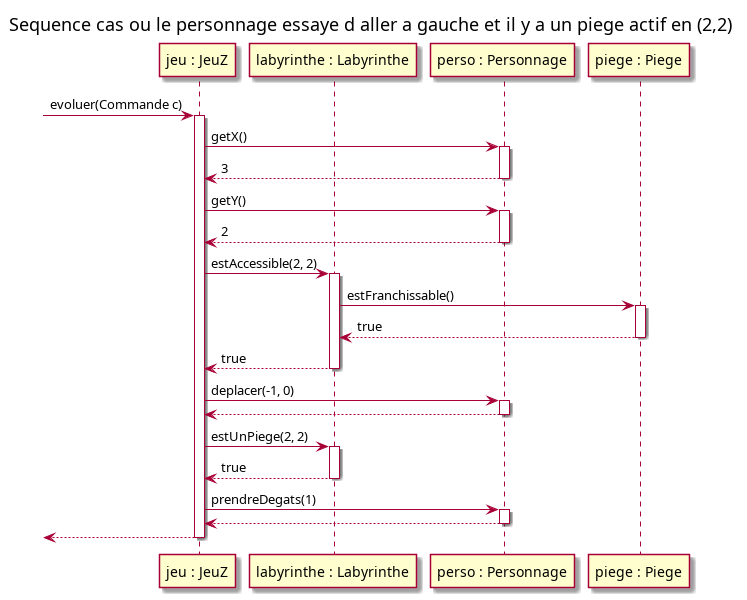 Sequence cas ou le personnage essaye d aller a gauche et il y a un piege actif en (2,2)
jeu : JeuZ
labyrinthe : Labyrinthe
perso : Personnage
piege : Piege
evoluer(Commande c)
getX()
3
getY()
2
estAccessible(2, 2)
estFranchissable()
true
true
deplacer(-1, 0)
estUnPiege(2, 2)
true
prendreDegats(1)
jeu : JeuZ
labyrinthe : Labyrinthe
perso : Personnage
piege : Piege